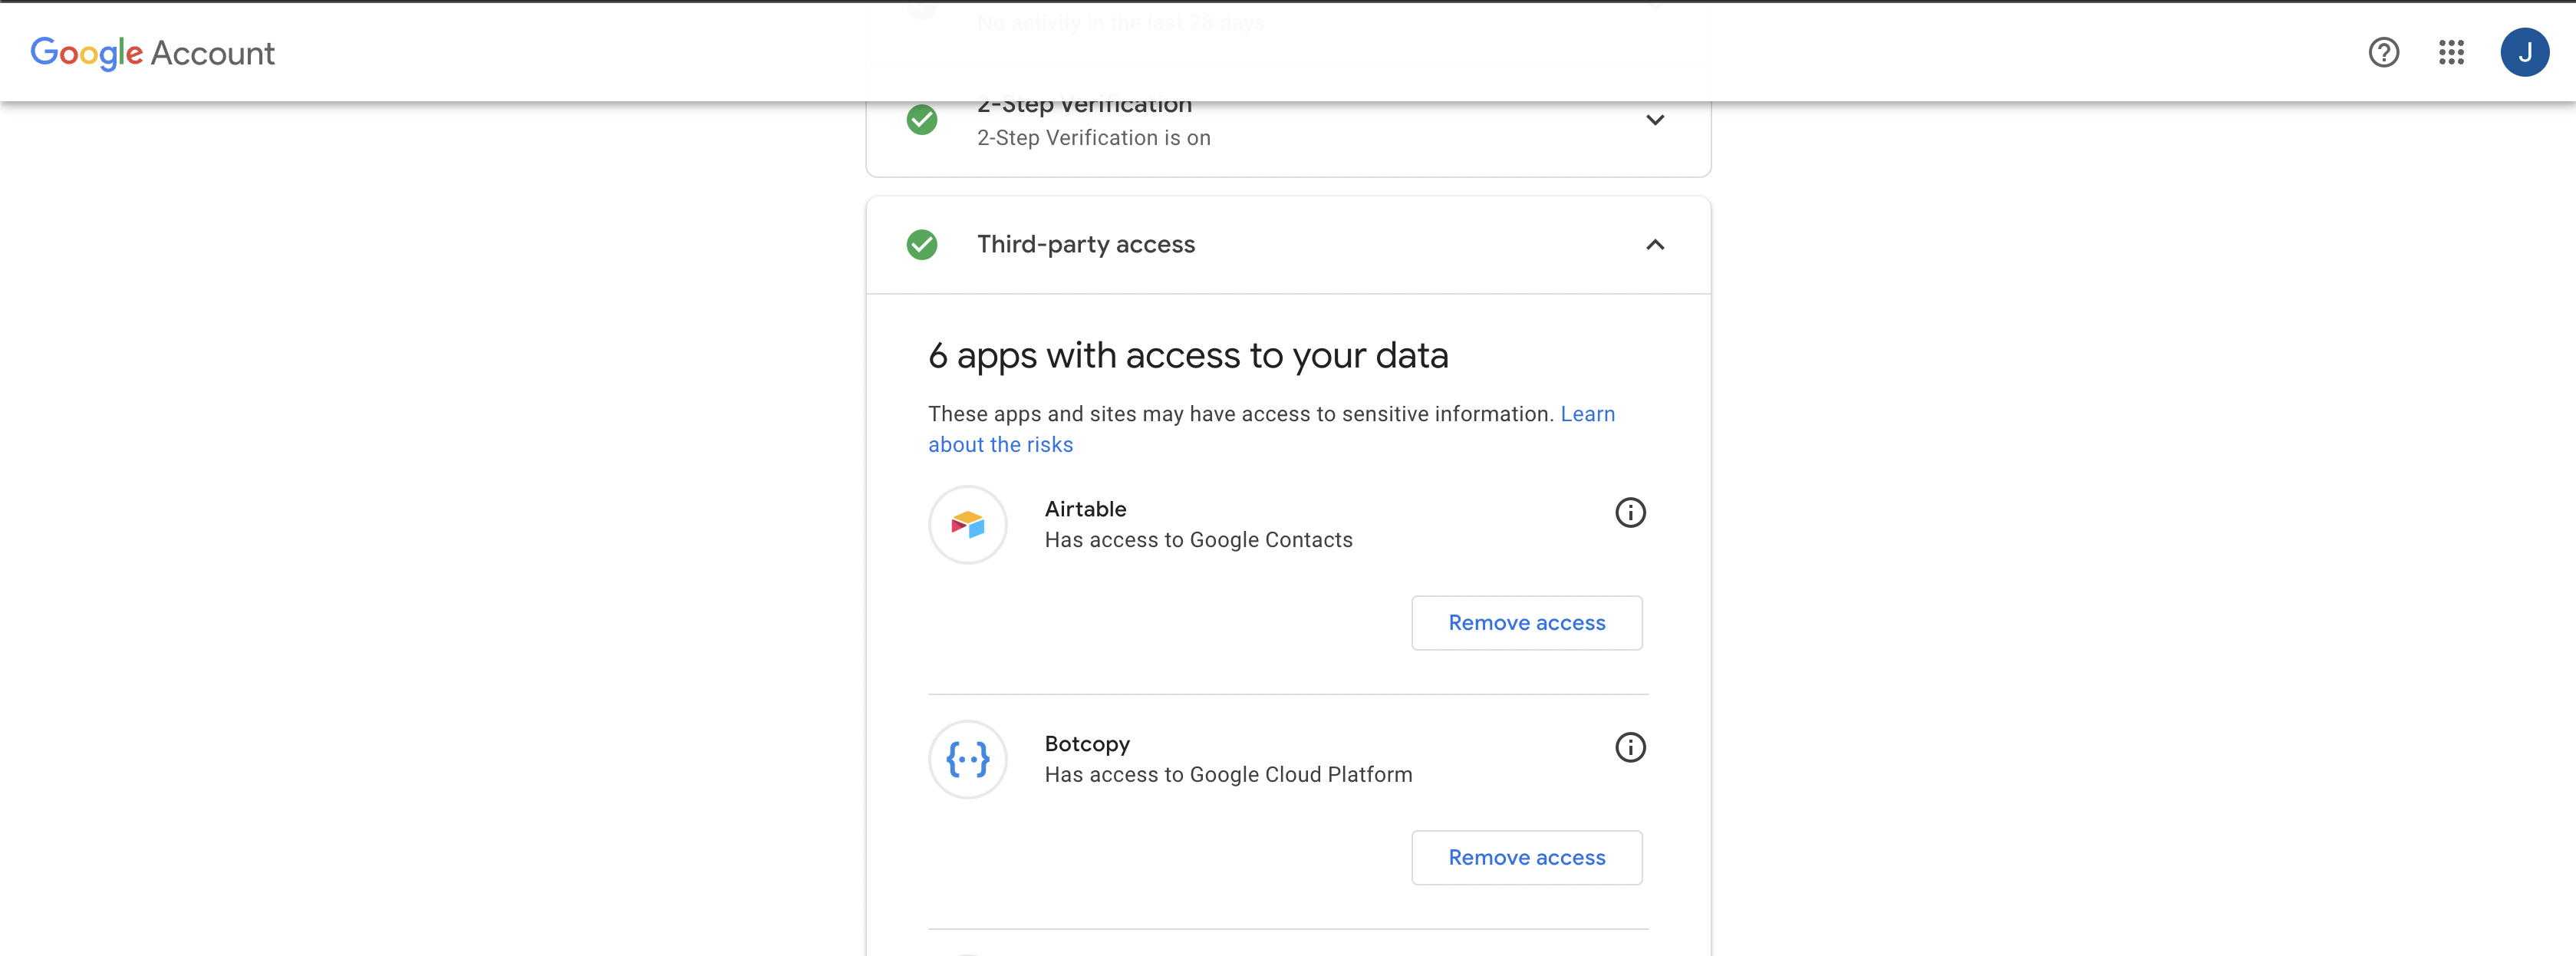 No activity in the last 28 days
Google Account
J
2-Step Verification
2-Step Verification is on
Third-party access
6 apps with access to your data
These apps and sites may have access to sensitive information. Learn
about the risks
Airtable
Has access to Google Contacts
Remove access
Botcopy
Has access to Google Cloud Platform
Remove access